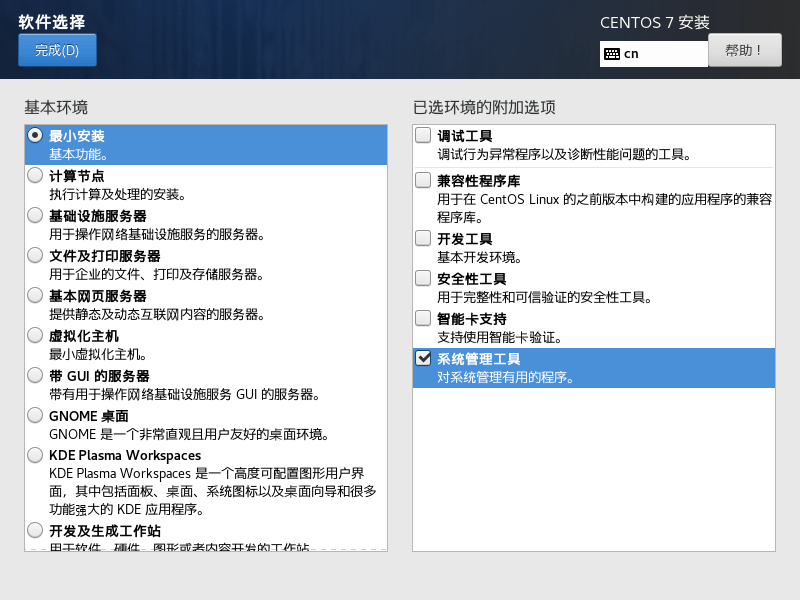 软件选择
CENTOS 7 安装
完成(D)
cn
帮助！
基本环境
最小安装
基本功能。
计算节点
执行计算及处理的安装。
基础设施服务器
用于操作网络基础设施服务的服务器。
文件及打印服务器
用于企业的文件、打印及存储服务器。
基本网页服务器
提供静态及动态互联网内容的服务器。
虚拟化主机
最小虚拟化主机。
带 GUI 的服务器
带有用于操作网络基础设施服务 GUI 的服务器。
GNOME 桌面
GNOME 是一个非常直观且用户友好的桌面环境。
KDE Plasma Workspaces
KDE Plasma Workspaces 是一个高度可配置图形用户界
面，其中包括面板、桌面、系统图标以及桌面向导和很多
功能强大的 KDE 应用程序。
开发及生成工作站
用于软件、硬件、图形或者内容开发的工作站。
已选环境的附加选项
调试工具
调试行为异常程序以及诊断性能问题的工具。
兼容性程序库
用于在 CentOS Linux 的之前版本中构建的应用程序的兼容
程序库。
开发工具
基本开发环境。
安全性工具
用于完整性和可信验证的安全性工具。
智能卡支持
支持使用智能卡验证。
系统管理工具
对系统管理有用的程序。